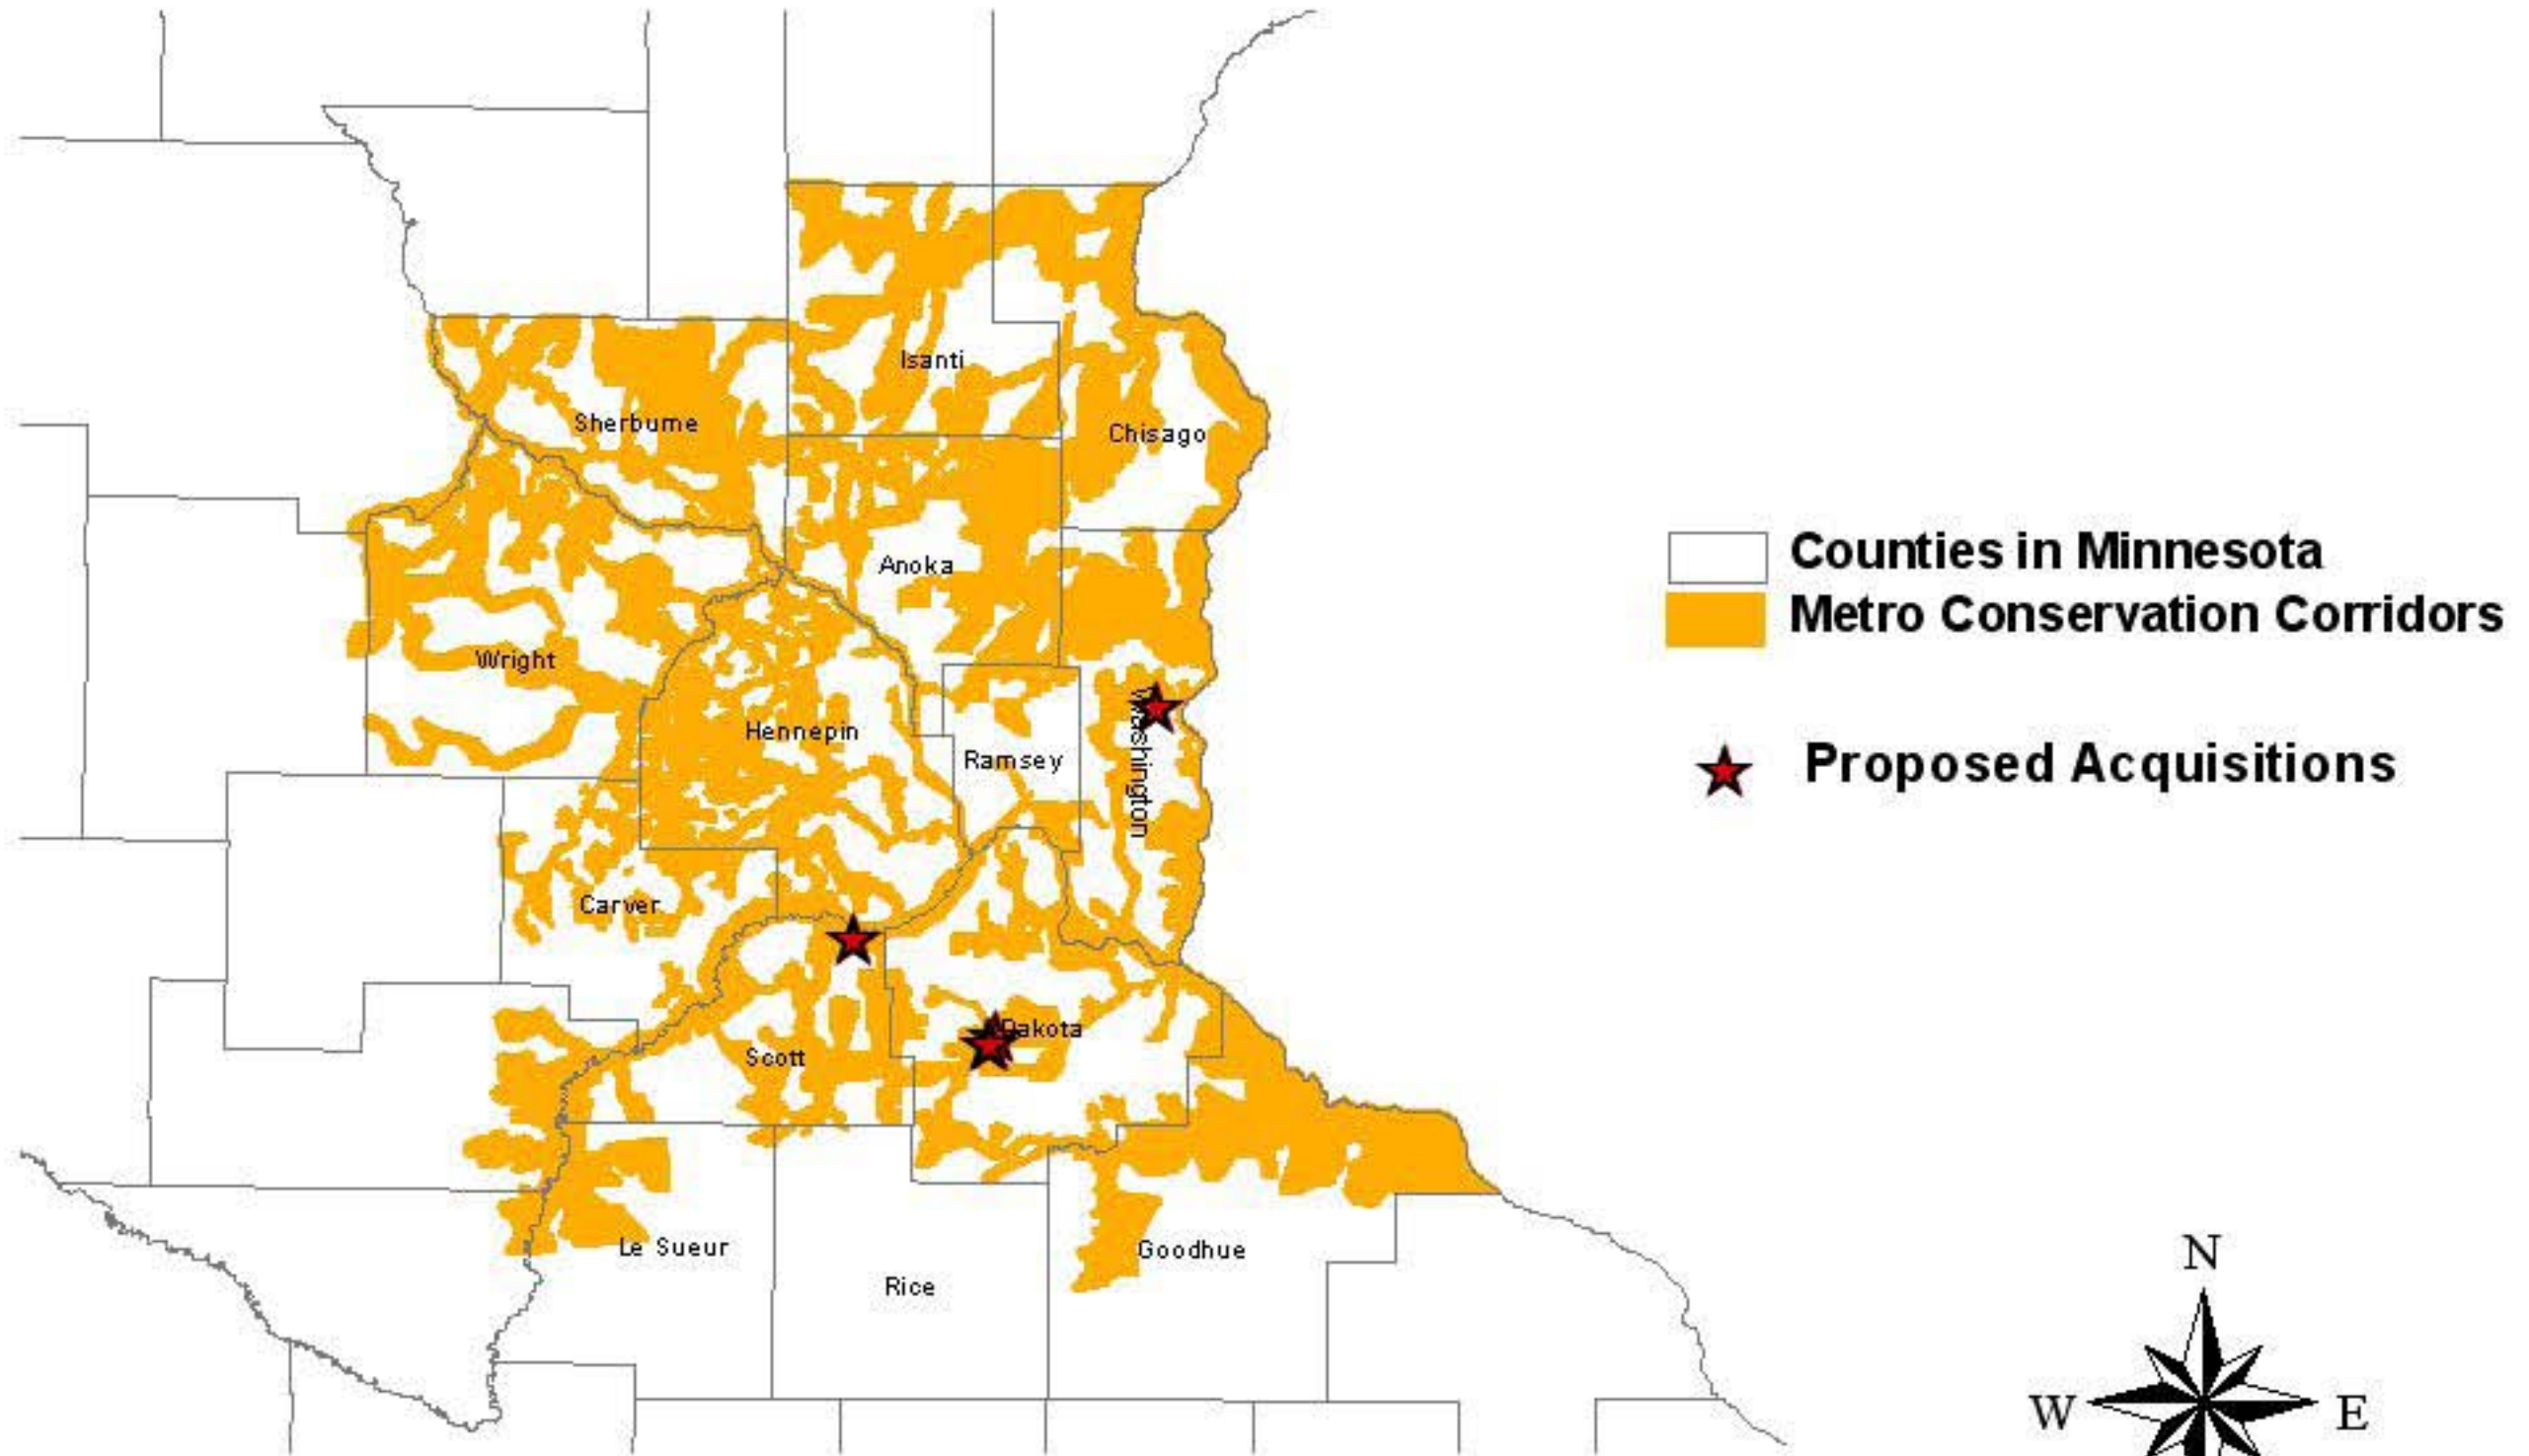 Isanti
Sherburne
Chisago
Anoka
Wright
Hennepin
Ramsey
Washington
Carver
Dakota
Scott
Le Sueur
Goodhue
Rice
Counties in Minnesota
Metro Conservation Corridors
Proposed Acquisitions
N
W
E